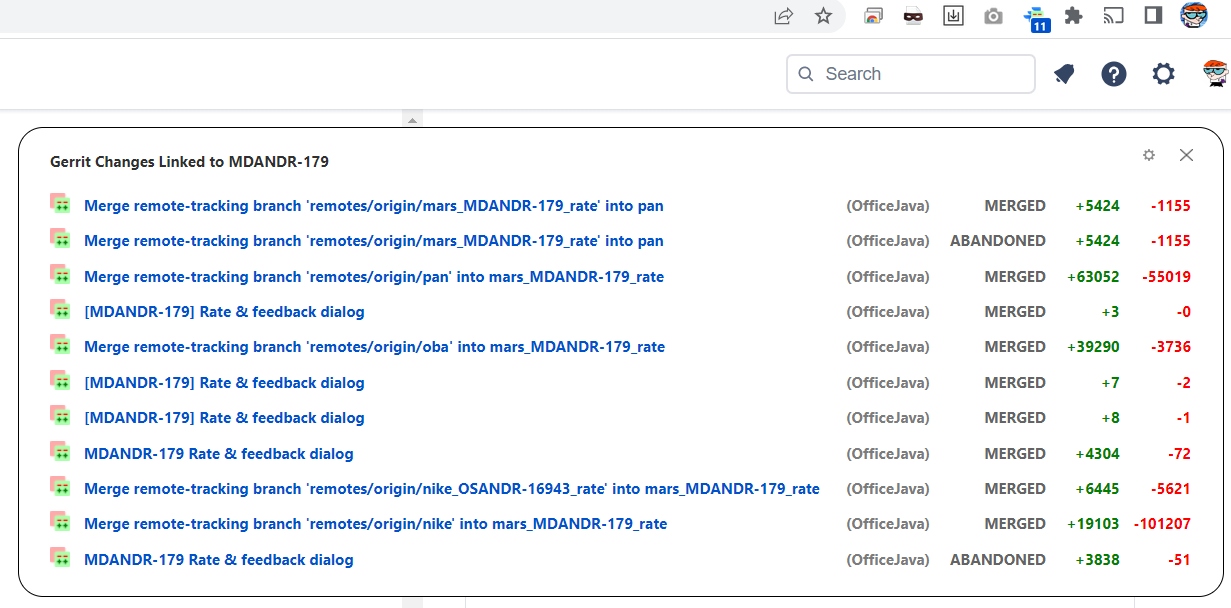 11
Search
Gerrit Changes Linked to MDANDR-179
Merge remote-tracking branch 'remotes/origin/mars_MDANDR-179_rate' into pan (OfficeJava) MERGED +5424 -1155
Merge remote-tracking branch 'remotes/origin/mars_MDANDR-179_rate' into pan (OfficeJava) ABANDONED +5424 -1155
Merge remote-tracking branch 'remotes/origin/pan' into mars_MDANDR-179_rate (OfficeJava) MERGED +63052 -55019
[MDANDR-179] Rate & feedback dialog (OfficeJava) MERGED +3 -0
Merge remote-tracking branch 'remotes/origin/oba' into mars_MDANDR-179_rate (OfficeJava) MERGED +39290 -3736
[MDANDR-179] Rate & feedback dialog (OfficeJava) MERGED +7 -2
[MDANDR-179] Rate & feedback dialog (OfficeJava) MERGED +8 -1
MDANDR-179 Rate & feedback dialog (OfficeJava) MERGED +4304 -72
Merge remote-tracking branch 'remotes/origin/nike_OSANDR-16943_rate' into mars_MDANDR-179_rate (OfficeJava) MERGED +6445 -5621
Merge remote-tracking branch 'remotes/origin/nike' into mars_MDANDR-179_rate (OfficeJava) MERGED +19103 -101207
MDANDR-179 Rate & feedback dialog (OfficeJava) ABANDONED +3838 -51